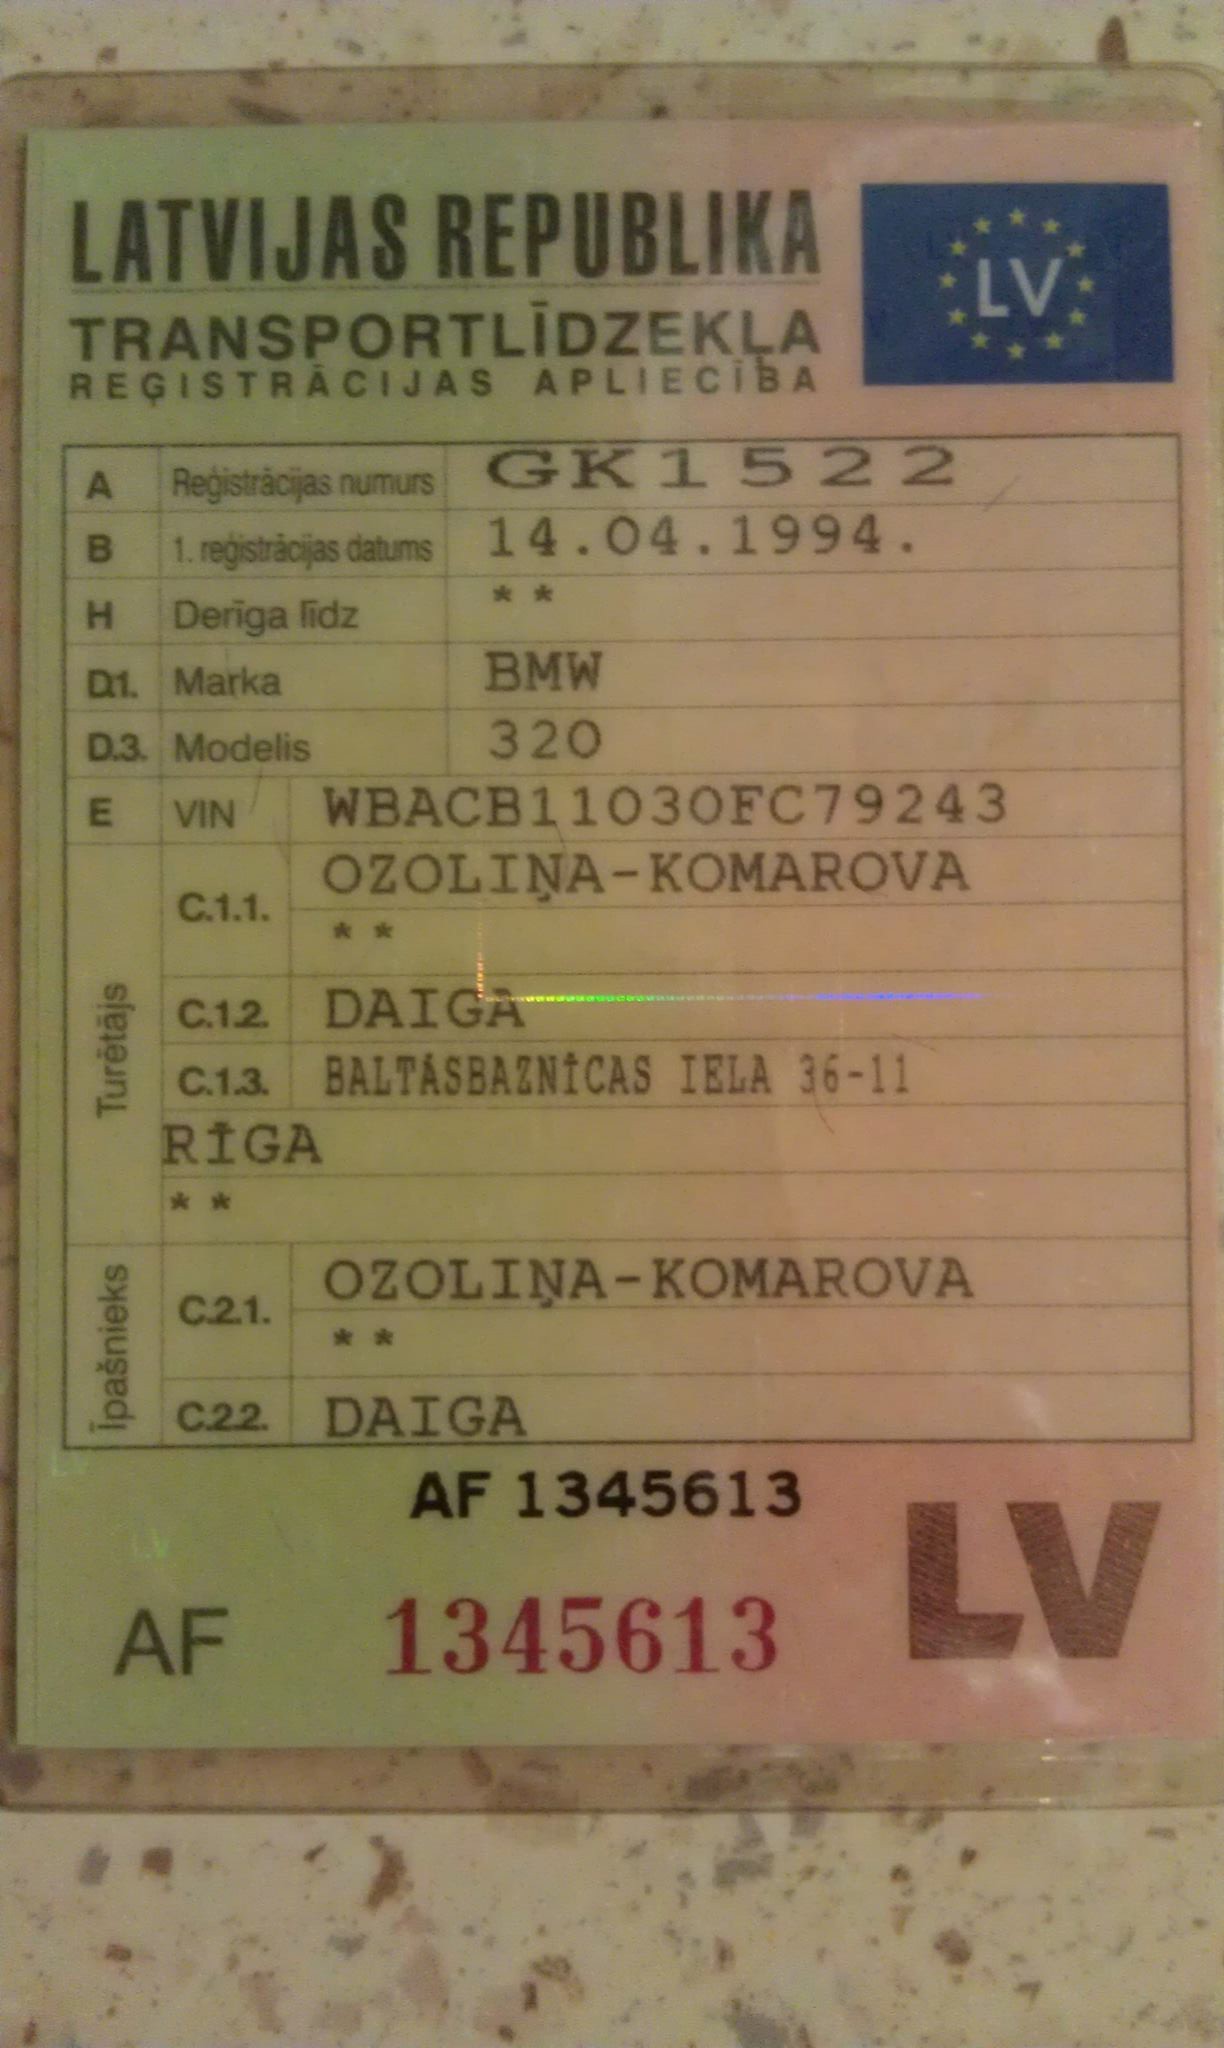 LATVIJAS REPUBLIKA
LV
TRANSPORTLĪDZEKĻA
REĢISTRĀCIJAS APLIECĪBA
A Reģistrācijas numurs GK1522
B 1. reģistrācijas datums 14.04.1994.
H Derīga līdz **
D.1. Marka BMW
D.3. Modelis 320
E VIN WBACB11030FC79243
Turētājs
C.1.1. OZOLIŅA-KOMAROVA
**
C.1.2. DAIGA
C.1.3. BALTĀSBAZNĪCAS IELA 36-11
RĪGA
**
Īpašnieks
C.2.1. OZOLIŅA-KOMAROVA
**
C.2.2. DAIGA
AF 1345613
AF 1345613
LV